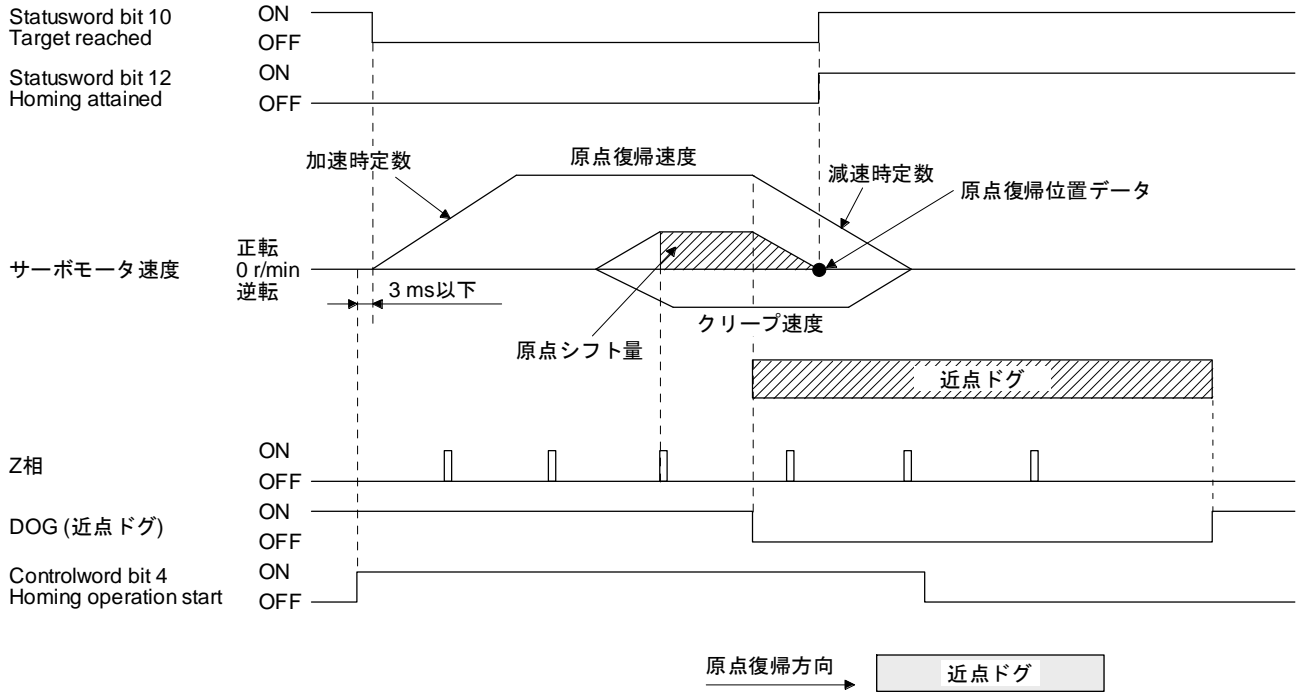 Statusword bit 10
Target reached
ON
OFF
Statusword bit 12
Homing attained
ON
OFF
加速時定数
原点復帰速度
減速時定数
原点復帰位置データ
サーボモータ速度
正転
0 r/min
逆転
3 ms以下
原点シフト量
クリープ速度
近点ドグ
Z相
ON
OFF
DOG (近点ドグ)
ON
OFF
Controlword bit 4
Homing operation start
ON
OFF
原点復帰方向
近点ドグ